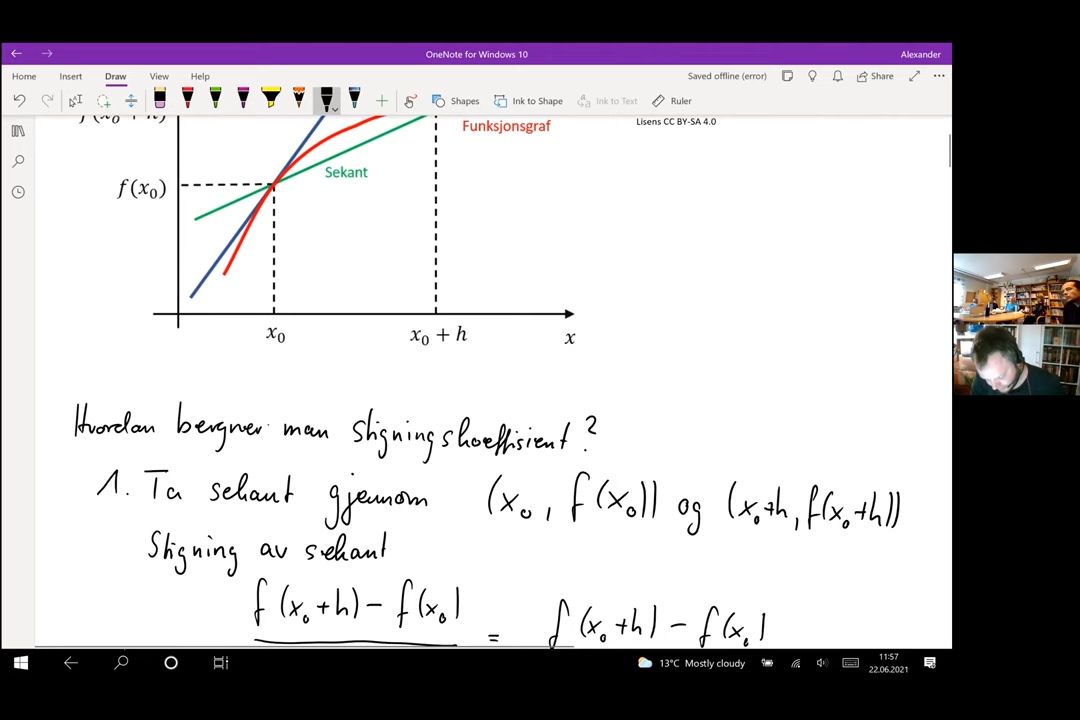 OneNote for Windows 10
Alexander
Home Insert Draw View Help
Saved offline (error)
Share
Shapes
Ink to Shape
Ink to Text
Ruler
f(x₀ + h)
Funksjonsgraf
Lisens CC BY-SA 4.0
Sekant
f(x₀)
x₀
x₀ + h
x
Hvordan bergner man stigningskoeffisient?
1. Ta sekant gjennom (x₀, f(x₀)) og (x₀+h, f(x₀+h))
Stigning av sekant
f(x₀+h) - f(x₀) = f(x₀+h) - f(x₀)
13°C Mostly cloudy
11:57
22.06.2021